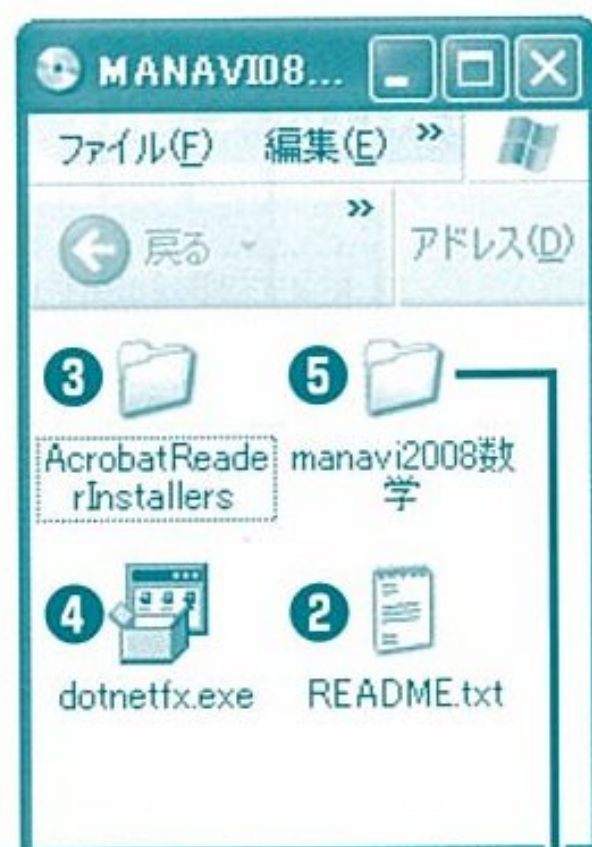 MANAVI08...
ファイル(F) 編集(E) »
»
戻る アドレス(D)
3 5
AcrobatReade manavi2008数
rInstallers 学
4 2
dotnetfx.exe README.txt